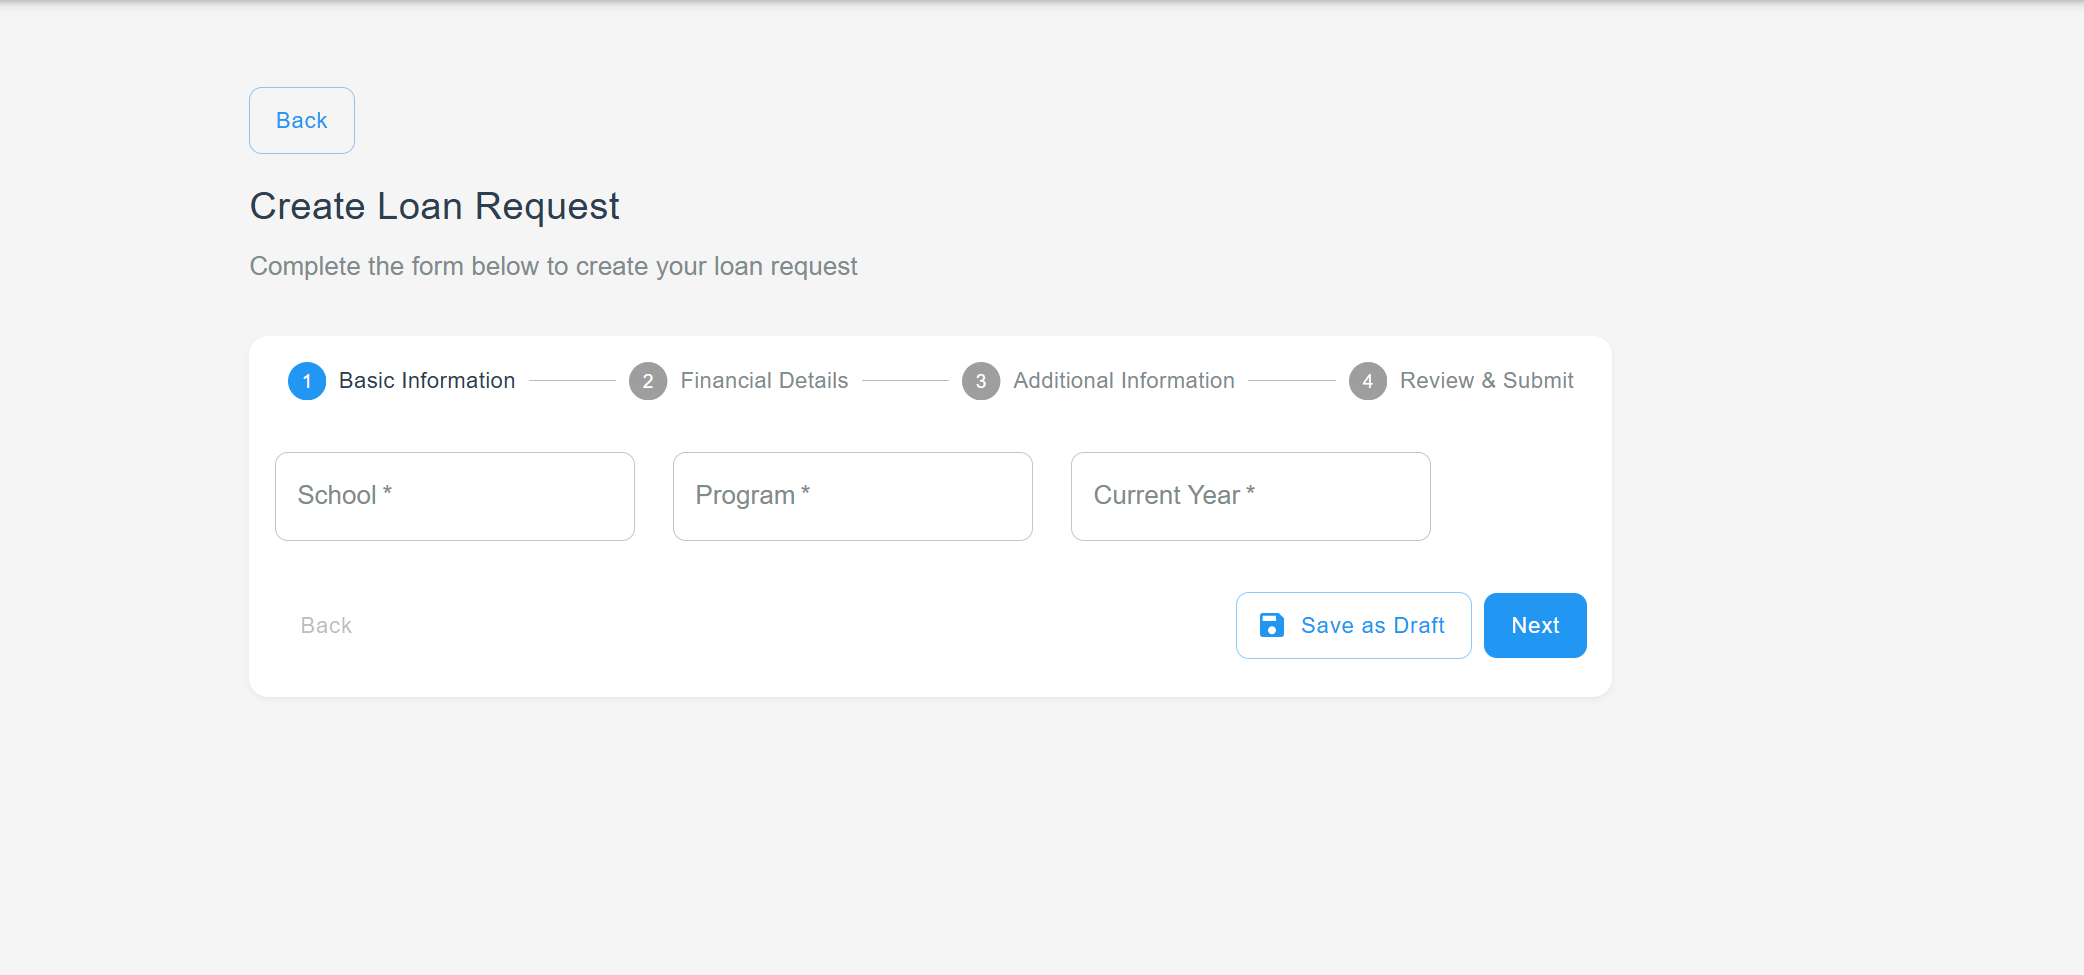 Back
Create Loan Request
Complete the form below to create your loan request
1 Basic Information 2 Financial Details 3 Additional Information 4 Review & Submit
School * Program * Current Year *
Back Save as Draft Next